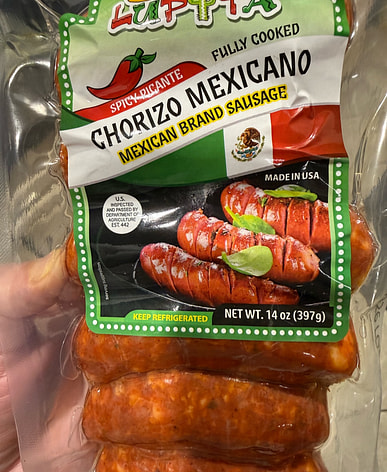 LUPITA
FULLY COOKED
SPICY-PICANTE
CHORIZO MEXICANO
MEXICAN BRAND SAUSAGE
MADE IN USA
U.S.
INSPECTED
AND PASSED BY
DEPARTMENT OF
AGRICULTURE
EST. 442
KEEP REFRIGERATED
NET WT. 14 oz (397g)